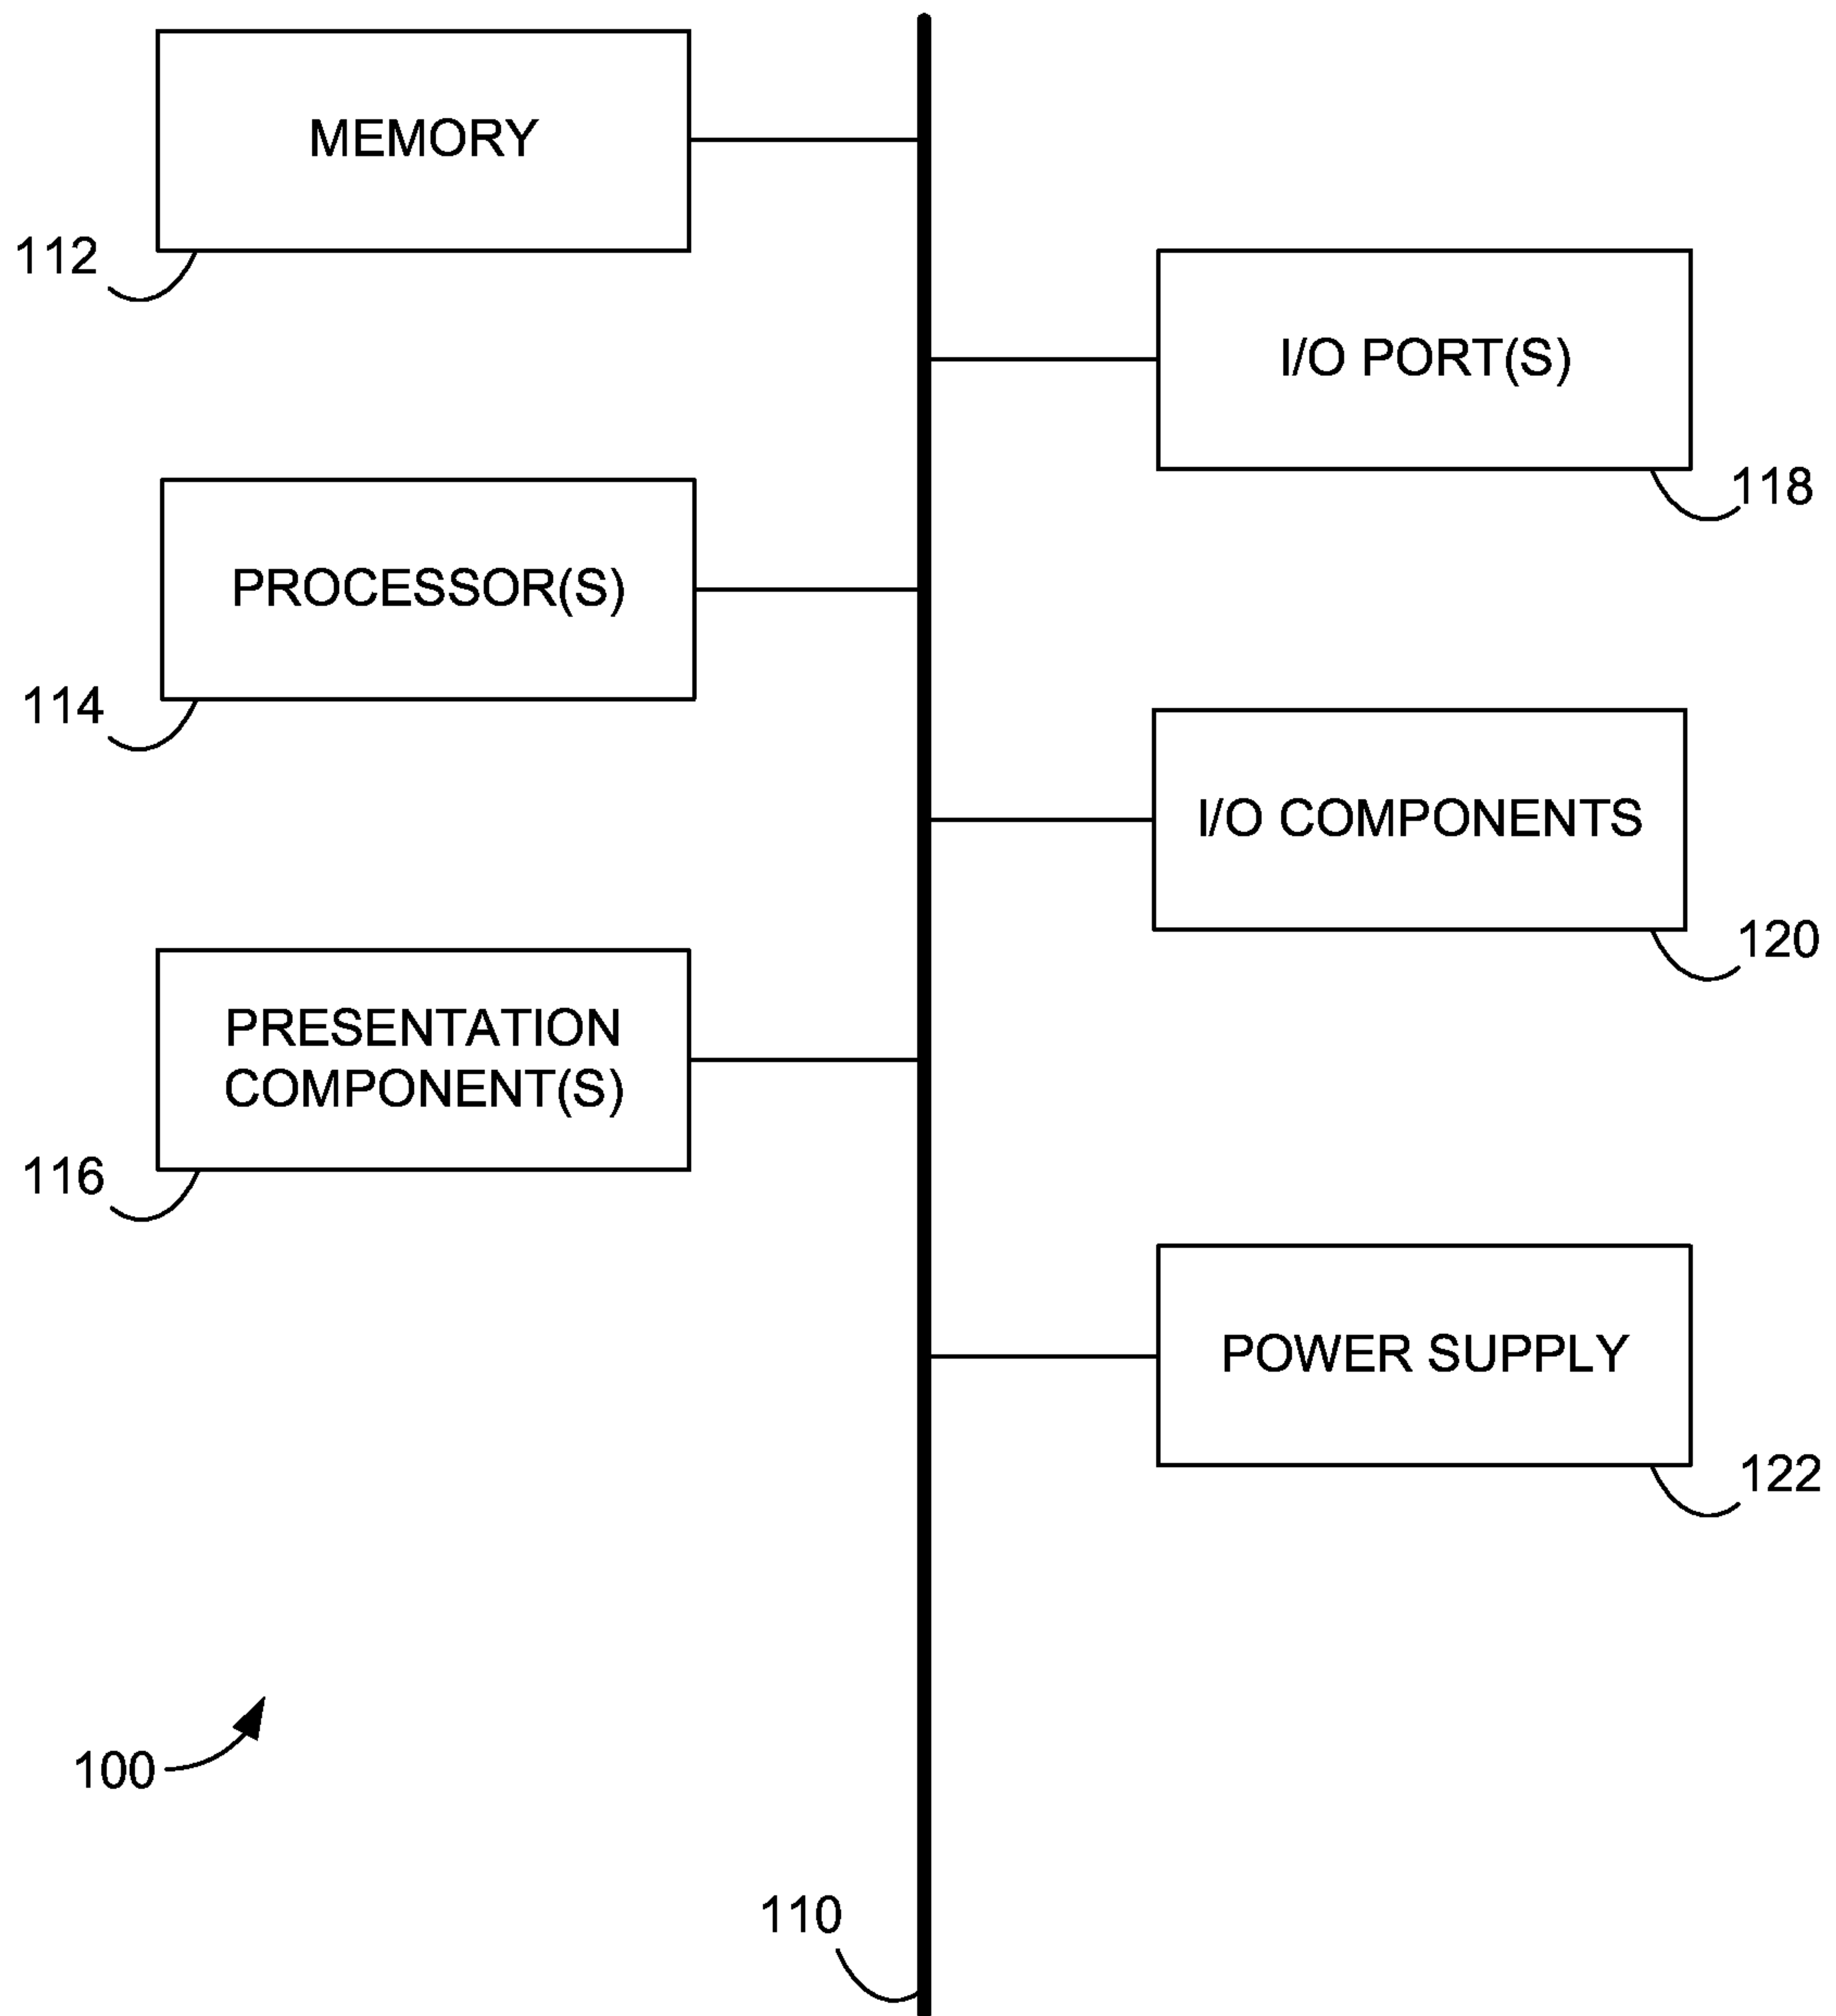 MEMORY
112
I/O PORT(S)
118
PROCESSOR(S)
114
I/O COMPONENTS
120
PRESENTATION
COMPONENT(S)
116
POWER SUPPLY
122
100
110